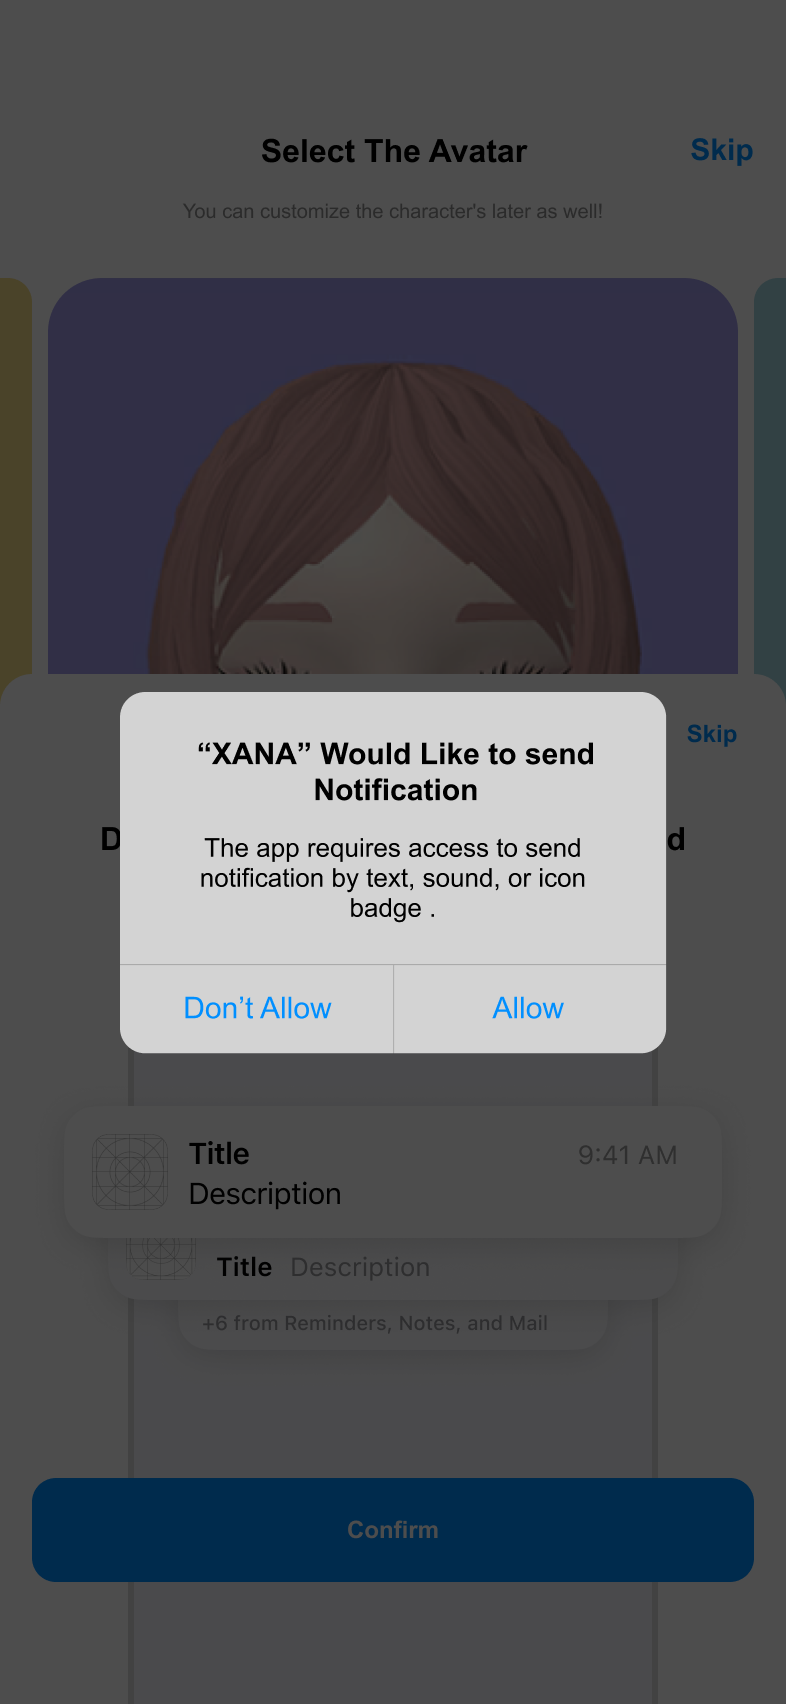 Select The Avatar
Skip
You can customize the character's later as well!
Skip
“XANA” Would Like to send
Notification
The app requires access to send
notification by text, sound, or icon
badge .
Don’t Allow
Allow
Title
9:41 AM
Description
Title Description
+6 from Reminders, Notes, and Mail
Confirm